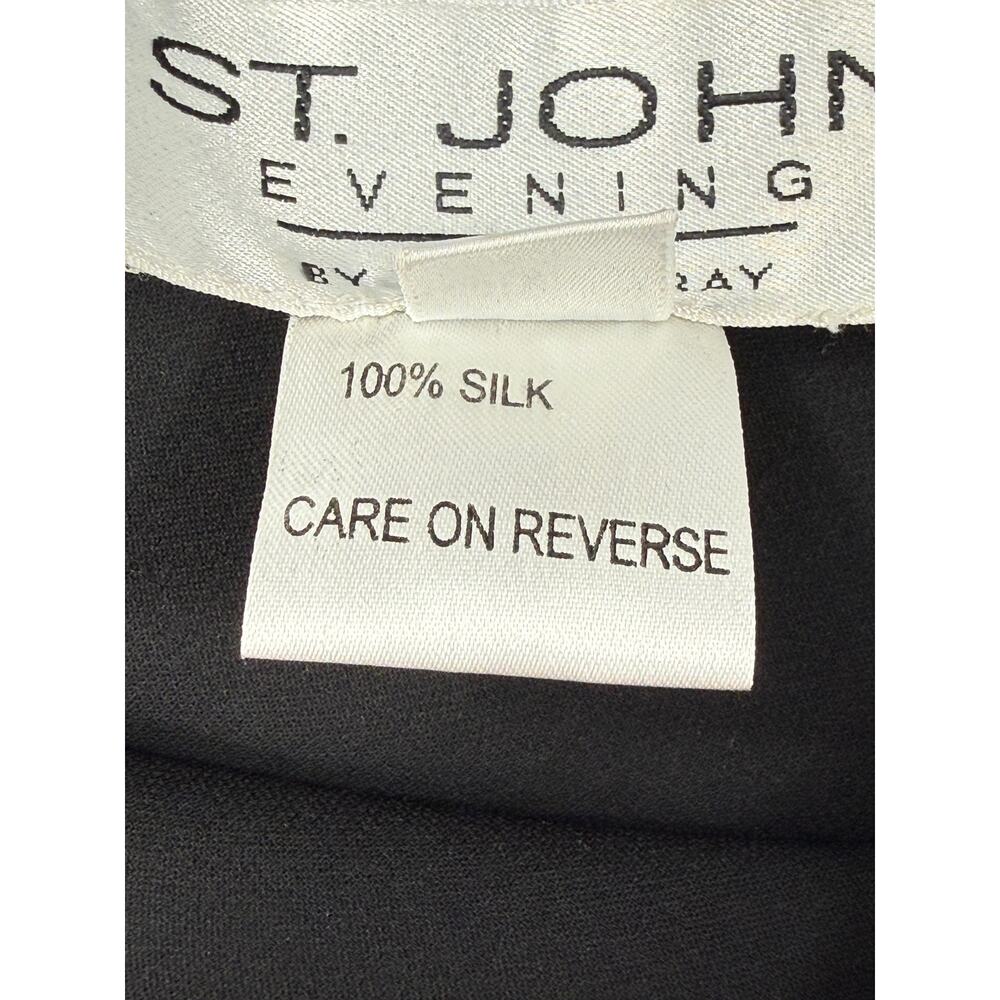 ST. JOHN
EVENING
BY
100% SILK
CARE ON REVERSE